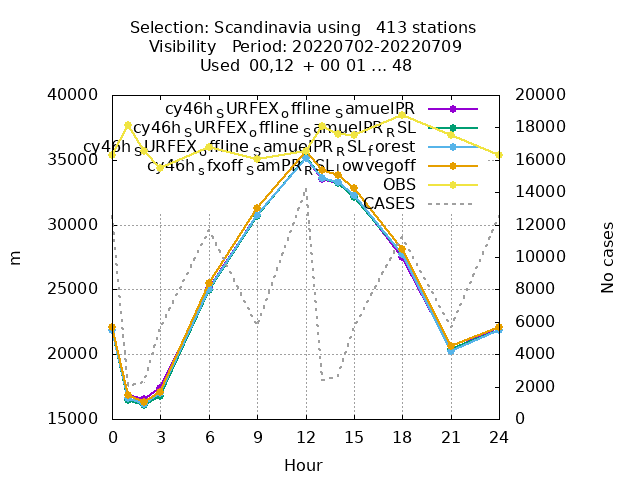 Selection: Scandinavia using   413 stations
Visibility   Period: 20220702-20220709
Used  00,12  + 00 01 ... 48
40000
35000
30000
25000
20000
15000
m
cy46h_SURFEX_offline_SamuelPR
cy46h_SURFEX_offline_SamuelPR_RSL
cy46h_SURFEX_offline_SamuelPR_RSL_forest
cy46h_sfxoff_SamPR_RSL_lowvegoff
OBS
CASES
20000
18000
16000
14000
12000
10000
8000
6000
4000
2000
0
No cases
0 3 6 9 12 13 15 18 21 24
Hour